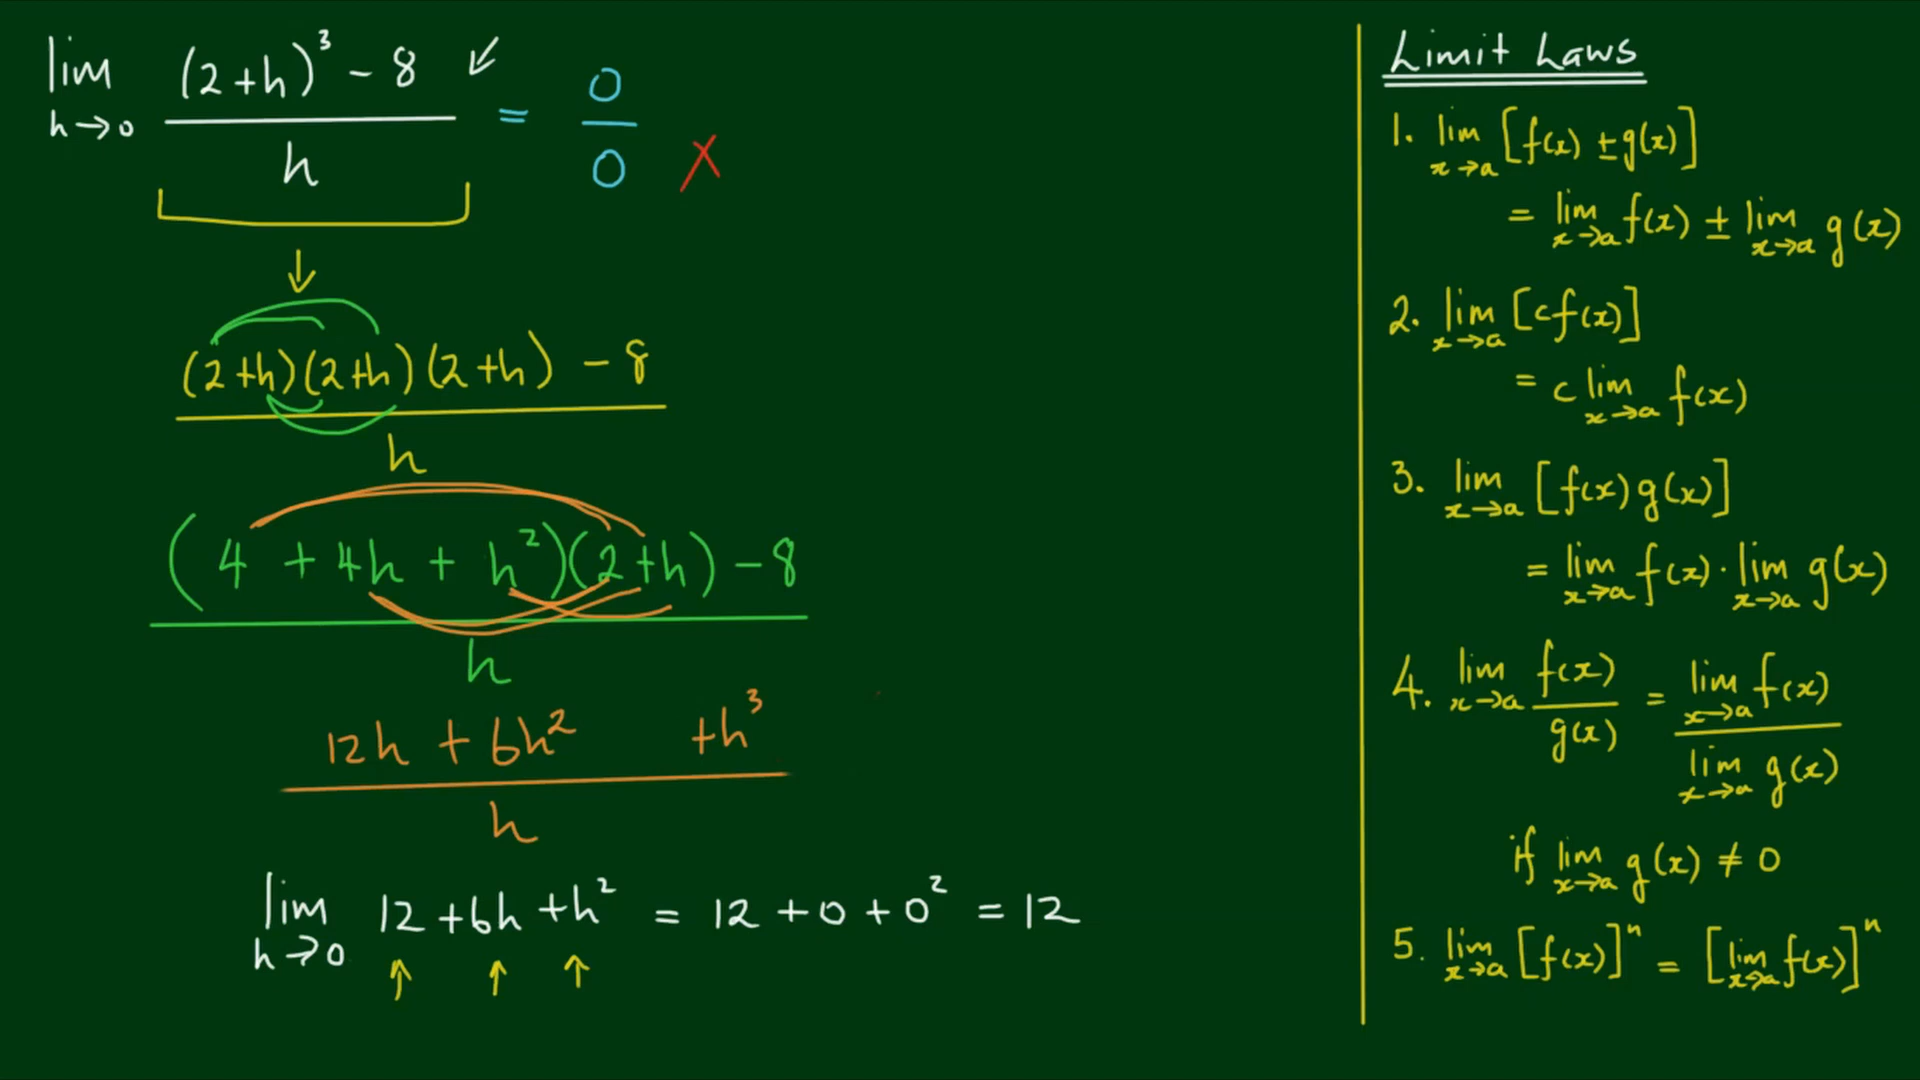 lim h→0 (2+h)³ - 8 / h = 0/0 X
(2+h)(2+h)(2+h) - 8 / h
(4 + 4h + h²)(2+h) - 8 / h
12h + 6h² +h³ / h
lim h→0 12 +6h +h² = 12 +0 +0² = 12
Limit Laws
1. lim x→a [f(x) ± g(x)]
= lim x→a f(x) ± lim x→a g(x)
2. lim x→a [cf(x)]
= c lim x→a f(x)
3. lim x→a [f(x) g(x)]
= lim x→a f(x) · lim x→a g(x)
4. lim x→a f(x)/g(x) = lim x→a f(x) / lim x→a g(x)
if lim x→a g(x) ≠ 0
5. lim x→a [f(x)]ⁿ = [lim x→a f(x)]ⁿ